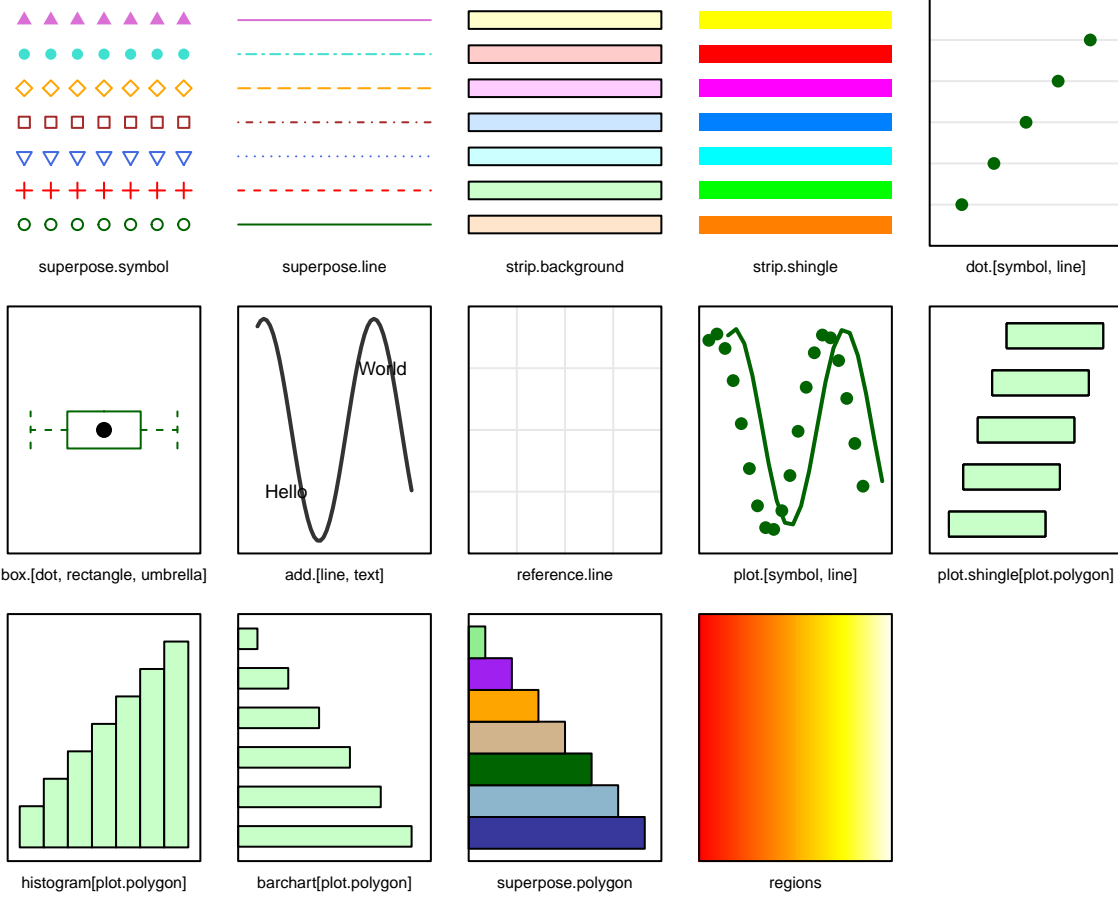 superpose.symbol
superpose.line
strip.background
strip.shingle
dot.[symbol, line]
World
Hello
box.[dot, rectangle, umbrella]
add.[line, text]
reference.line
plot.[symbol, line]
plot.shingle[plot.polygon]
histogram[plot.polygon]
barchart[plot.polygon]
superpose.polygon
regions